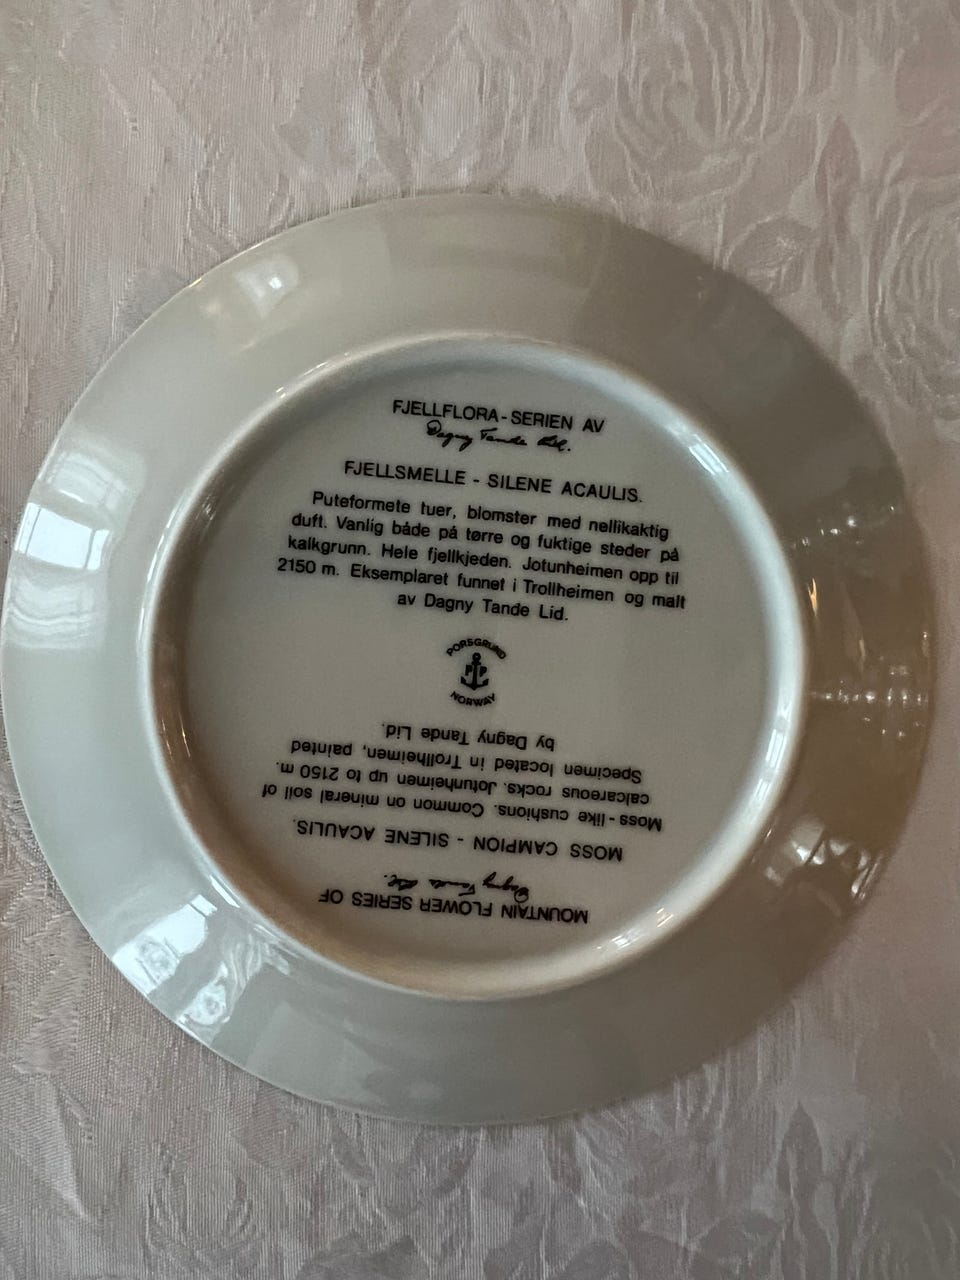 FJELLFLORA-SERIEN AV
Dagny Tande Lid.
FJELLSMELLE - SILENE ACAULIS.
Puteformete tuer, blomster med nellikaktig
duft. Vanlig både på tørre og fuktige steder på
kalkgrunn. Hele fjellkjeden. Jotunheimen opp til
2150 m. Eksemplaret funnet i Trollheimen og malt
av Dagny Tande Lid.
PORSGRUND
PP
NORWAY
MOUNTAIN FLOWER SERIES OF
Dagny Tande Lid.
MOSS CAMPION - SILENE ACAULIS.
Moss-like cushions. Common on mineral soil of
calcareous rocks. Jotunheimen up to 2150 m.
Specimen located in Trollheimen, painted
by Dagny Tande Lid.